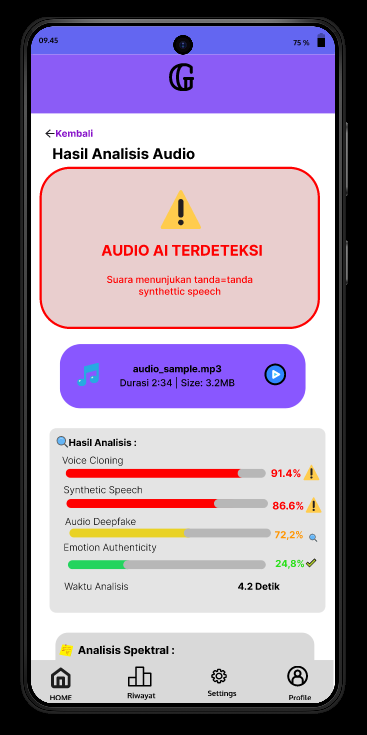 09.45
75 %
G
←Kembali
Hasil Analisis Audio
AUDIO AI TERDETEKSI
Suara menunjukan tanda=tanda
synthettic speech
audio_sample.mp3
Durasi 2:34 | Size: 3.2MB
Hasil Analisis :
Voice Cloning
91.4%
Synthetic Speech
86.6%
Audio Deepfake
72,2%
Emotion Authenticity
24,8%
Waktu Analisis
4.2 Detik
Analisis Spektral :
HOME
Riwayat
Settings
Profile